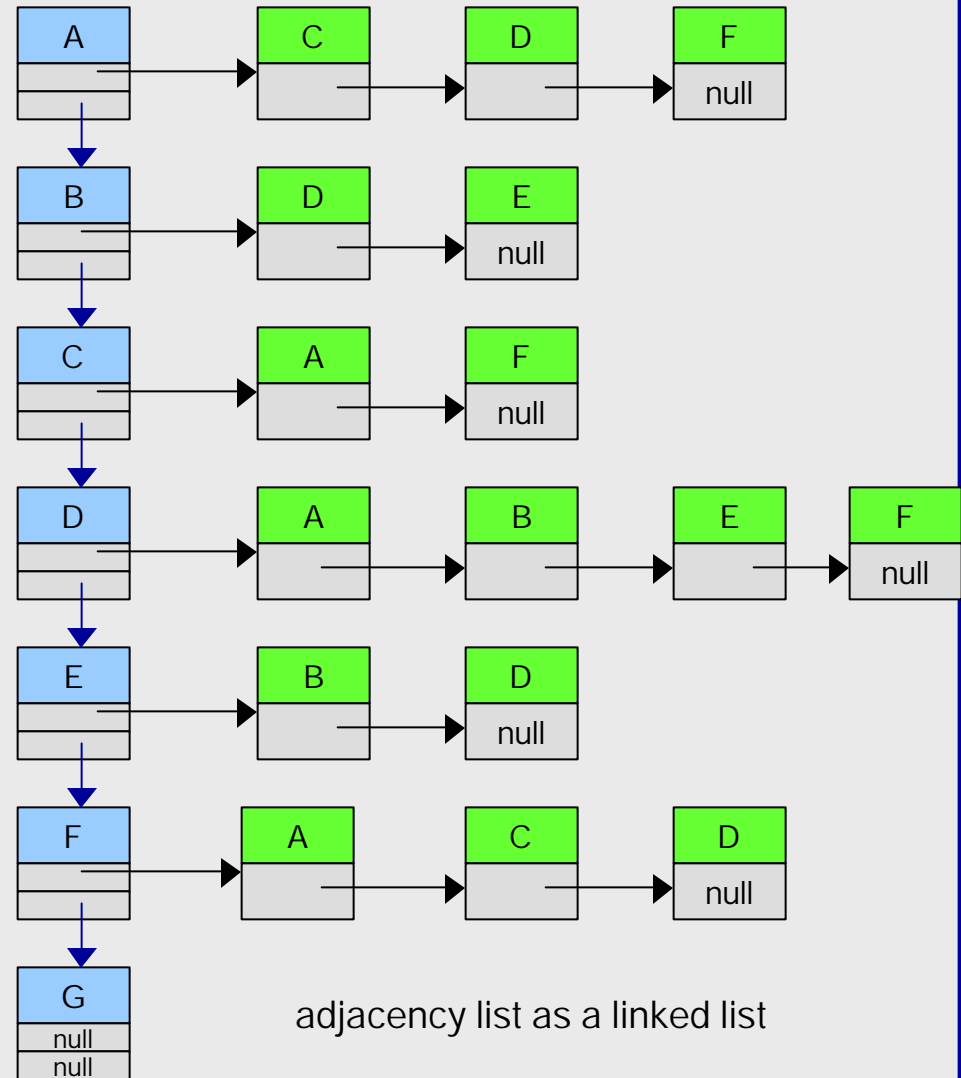 A C D F
null
B D E
null
C A F
null
D A B E F
null
E B D
null
F A C D
null
G
adjacency list as a linked list
null
null